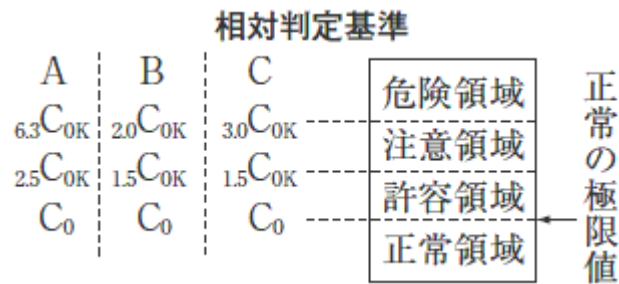 相対判定基準
A B C
危険領域
6.3C0K 2.0C0K 3.0C0K
注意領域
2.5C0K 1.5C0K 1.5C0K
許容領域
C0 C0 C0
正常領域
正常の極限値